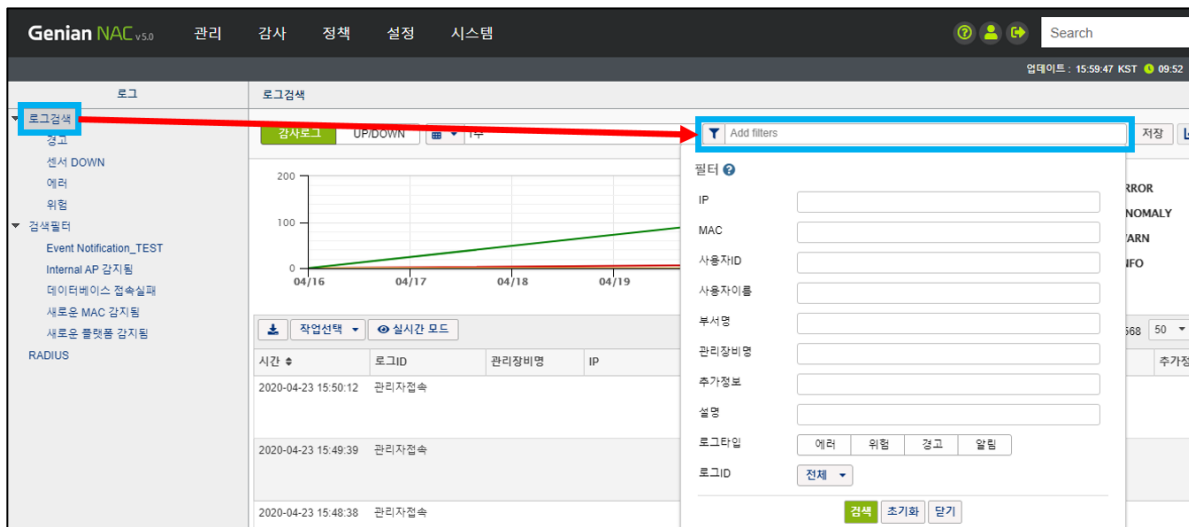 Genian NAC v5.0 관리 감사 정책 설정 시스템 Search
업데이트 : 15:59:47 KST 09:52
로그 로그검색
로그검색
경고
센서 DOWN
에러
위험
검색필터
Event Notification_TEST
Internal AP 감지됨
데이터베이스 접속실패
새로운 MAC 감지됨
새로운 플랫폼 감지됨
RADIUS
감사로그 UP/DOWN 1주 Add filters 저장
200
100
0
04/16 04/17 04/18 04/19
RROR
NOMALY
ARN
NFO
필터
IP
MAC
사용자ID
사용자이름
부서명
관리장비명
추가정보
설명
로그타입 에러 위험 경고 알림
로그ID 전체
검색 초기화 닫기
작업선택 실시간 모드 568 50
시간 로그ID 관리장비명 IP 추가정
2020-04-23 15:50:12 관리자접속
2020-04-23 15:49:39 관리자접속
2020-04-23 15:48:38 관리자접속